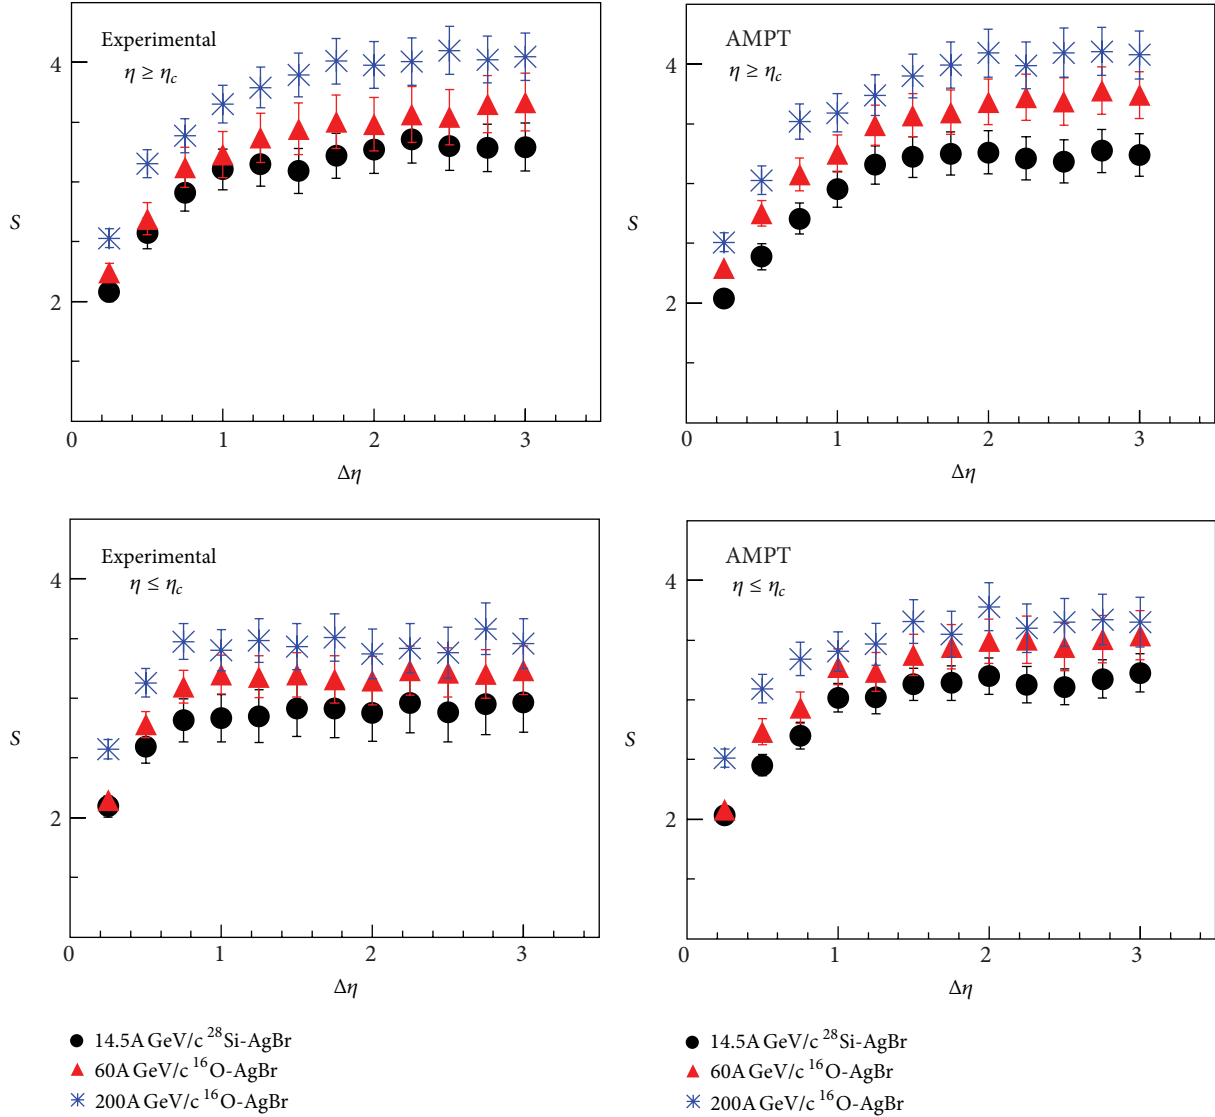 Experimental
η ≥ ηc
4
S
2
0 1 2 3
Δη
AMPT
η ≥ ηc
4
S
2
0 1 2 3
Δη
Experimental
η ≤ ηc
4
S
2
0 1 2 3
Δη
AMPT
η ≤ ηc
4
S
2
0 1 2 3
Δη
14.5A GeV/c ²⁸Si-AgBr
60A GeV/c ¹⁶O-AgBr
200A GeV/c ¹⁶O-AgBr
14.5A GeV/c ²⁸Si-AgBr
60A GeV/c ¹⁶O-AgBr
200A GeV/c ¹⁶O-AgBr